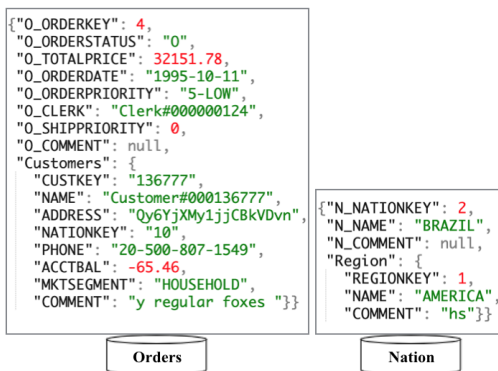 {"O_ORDERKEY": 4,
"O_ORDERSTATUS": "O",
"O_TOTALPRICE": 32151.78,
"O_ORDERDATE": "1995-10-11",
"O_ORDERPRIORITY": "5-LOW",
"O_CLERK": "Clerk#000000124",
"O_SHIPPRIORITY": 0,
"O_COMMENT": null,
"Customers": {
"CUSTKEY": "136777",
"NAME": "Customer#000136777",
"ADDRESS": "Qy6YjXMy1jjCBkVDvn",
"NATIONKEY": "10",
"PHONE": "20-500-807-1549",
"ACCTBAL": -65.46,
"MKTSEGMENT": "HOUSEHOLD",
"COMMENT": "y regular foxes "}}
Orders
{"N_NATIONKEY": 2,
"N_NAME": "BRAZIL",
"N_COMMENT": null,
"Region": {
"REGIONKEY": 1,
"NAME": "AMERICA",
"COMMENT": "hs"}}
Nation